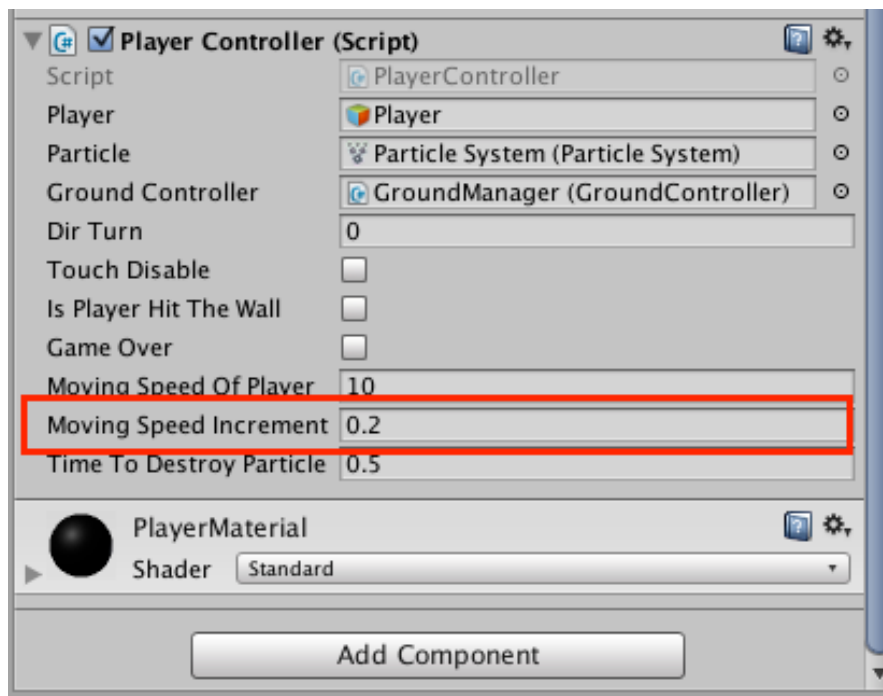 Player Controller (Script)
Script PlayerController
Player Player
Particle Particle System (Particle System)
Ground Controller GroundManager (GroundController)
Dir Turn 0
Touch Disable
Is Player Hit The Wall
Game Over
Moving Speed Of Player 10
Moving Speed Increment 0.2
Time To Destroy Particle 0.5
PlayerMaterial
Shader Standard
Add Component